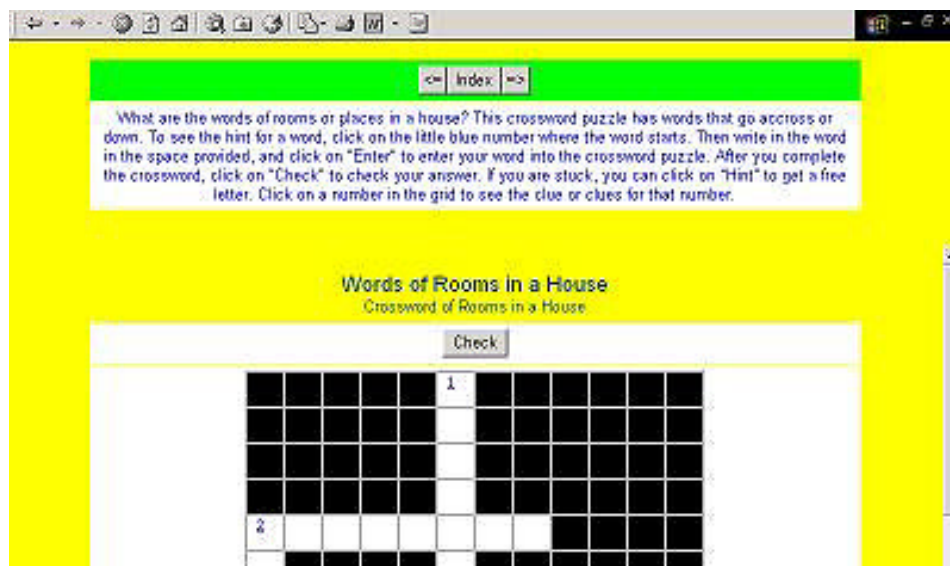 <= Index =>
What are the words of rooms or places in a house? This crossword puzzle has words that go accross or
down. To see the hint for a word, click on the little blue number where the word starts. Then write in the word
in the space provided, and click on "Enter" to enter your word into the crossword puzzle. After you complete
the crossword, click on "Check" to check your answer. If you are stuck, you can click on "Hint" to get a free
letter. Click on a number in the grid to see the clue or clues for that number.
Words of Rooms in a House
Crossword of Rooms in a House
Check
1
2